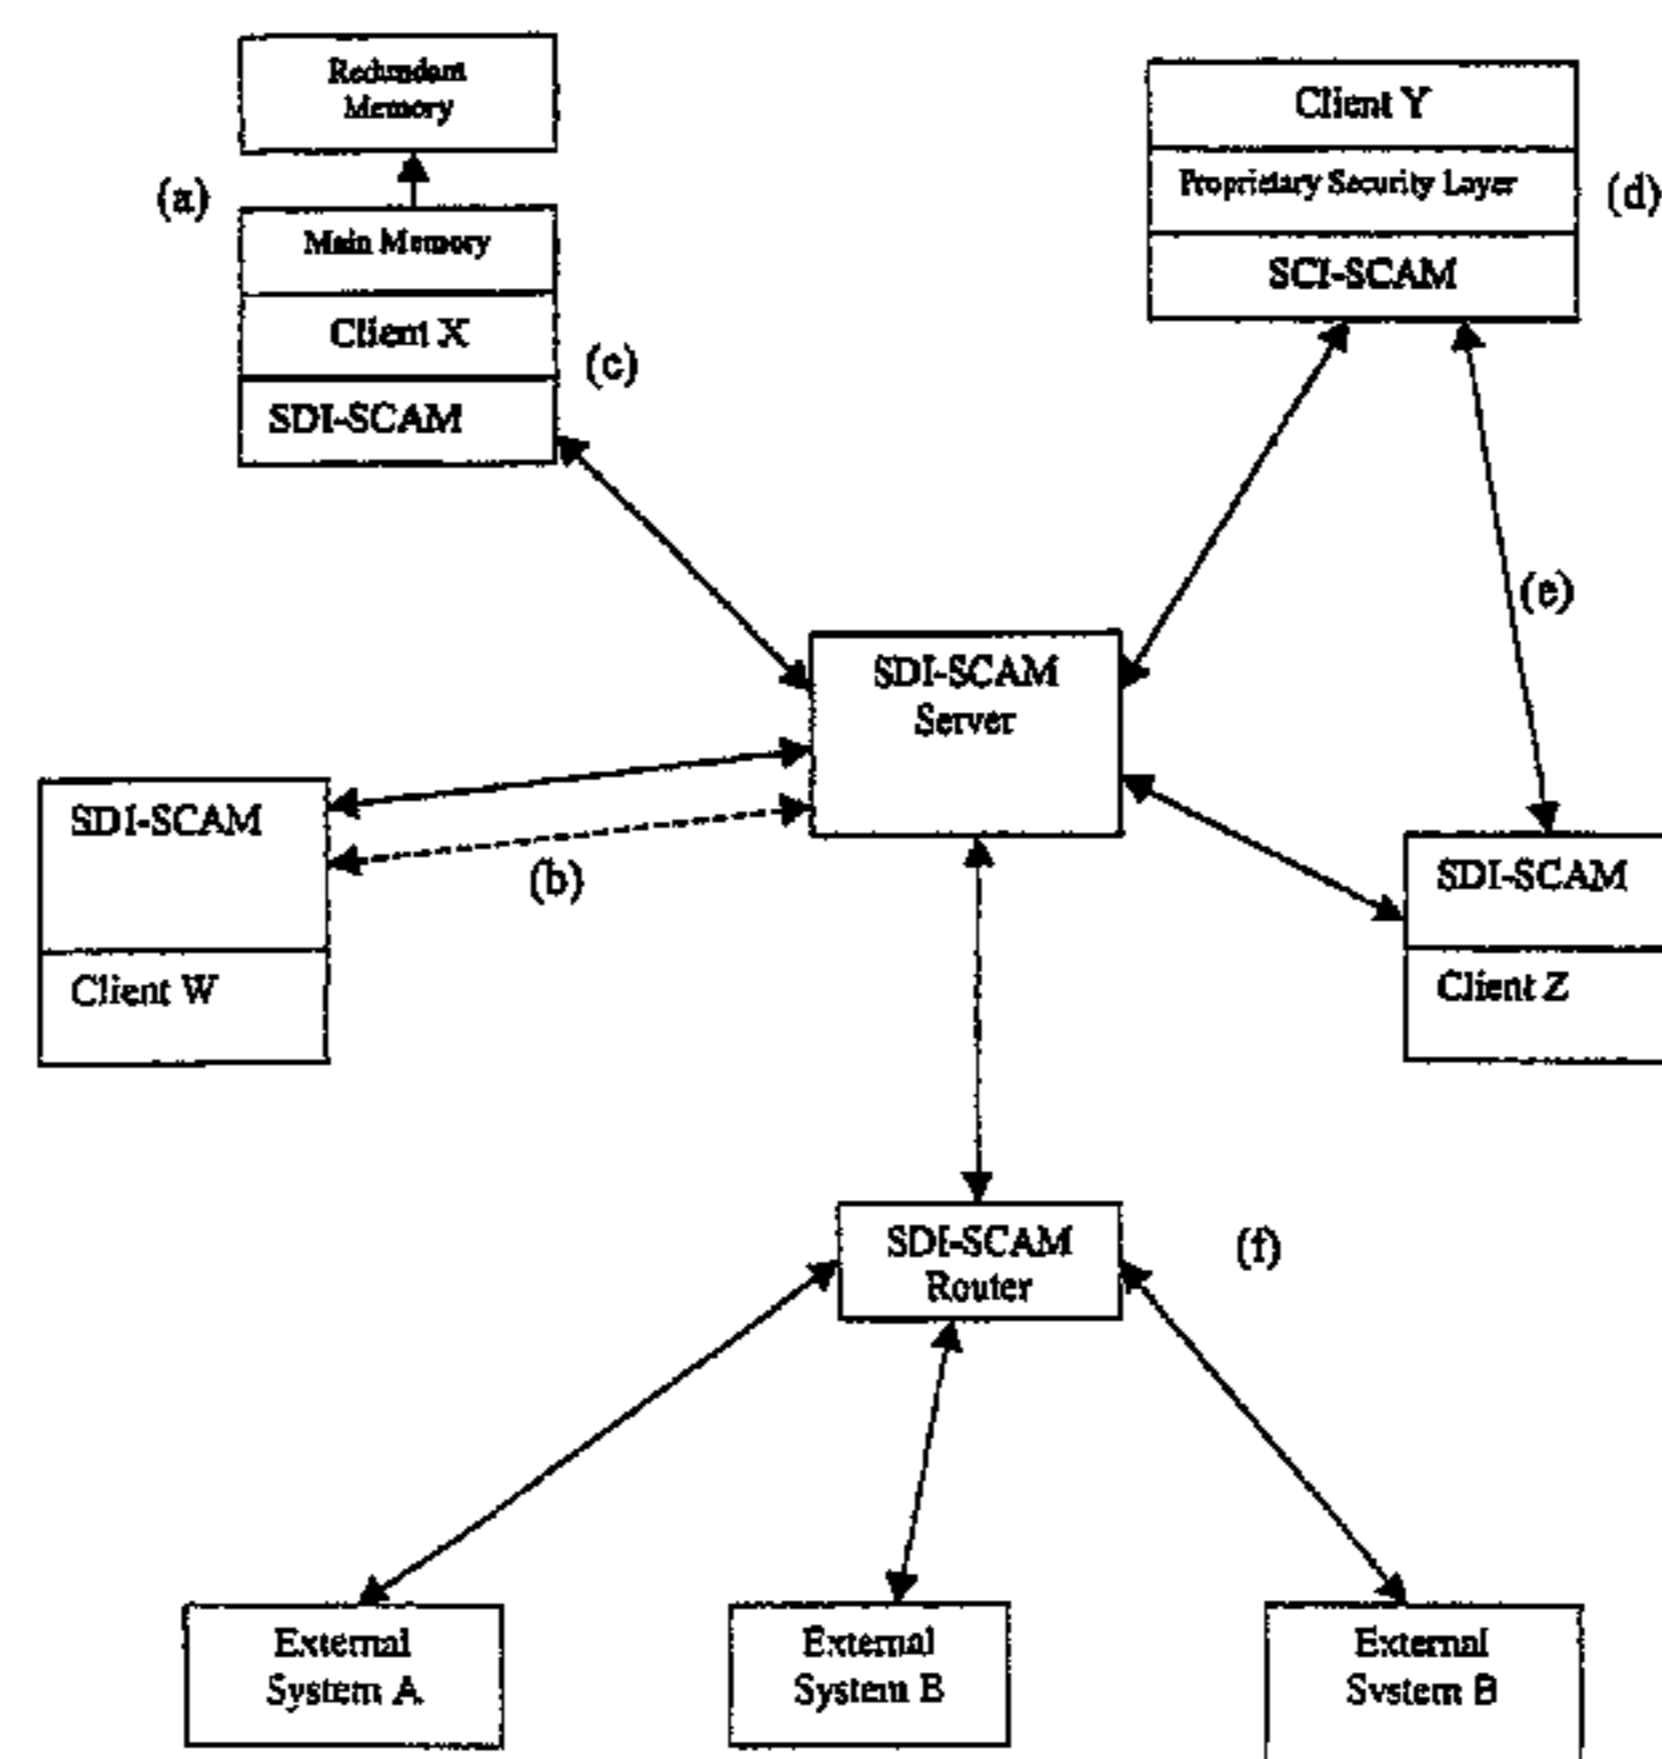 Redundant
Memory
(a)
Main Memory
Client X
(c)
SDI-SCAM
Client Y
Proprietary Security Layer
(d)
SCI-SCAM
(e)
SDI-SCAM
Server
SDI-SCAM
(b)
Client W
SDI-SCAM
Client Z
SDI-SCAM
Router
(f)
External
System A
External
System B
External
System B